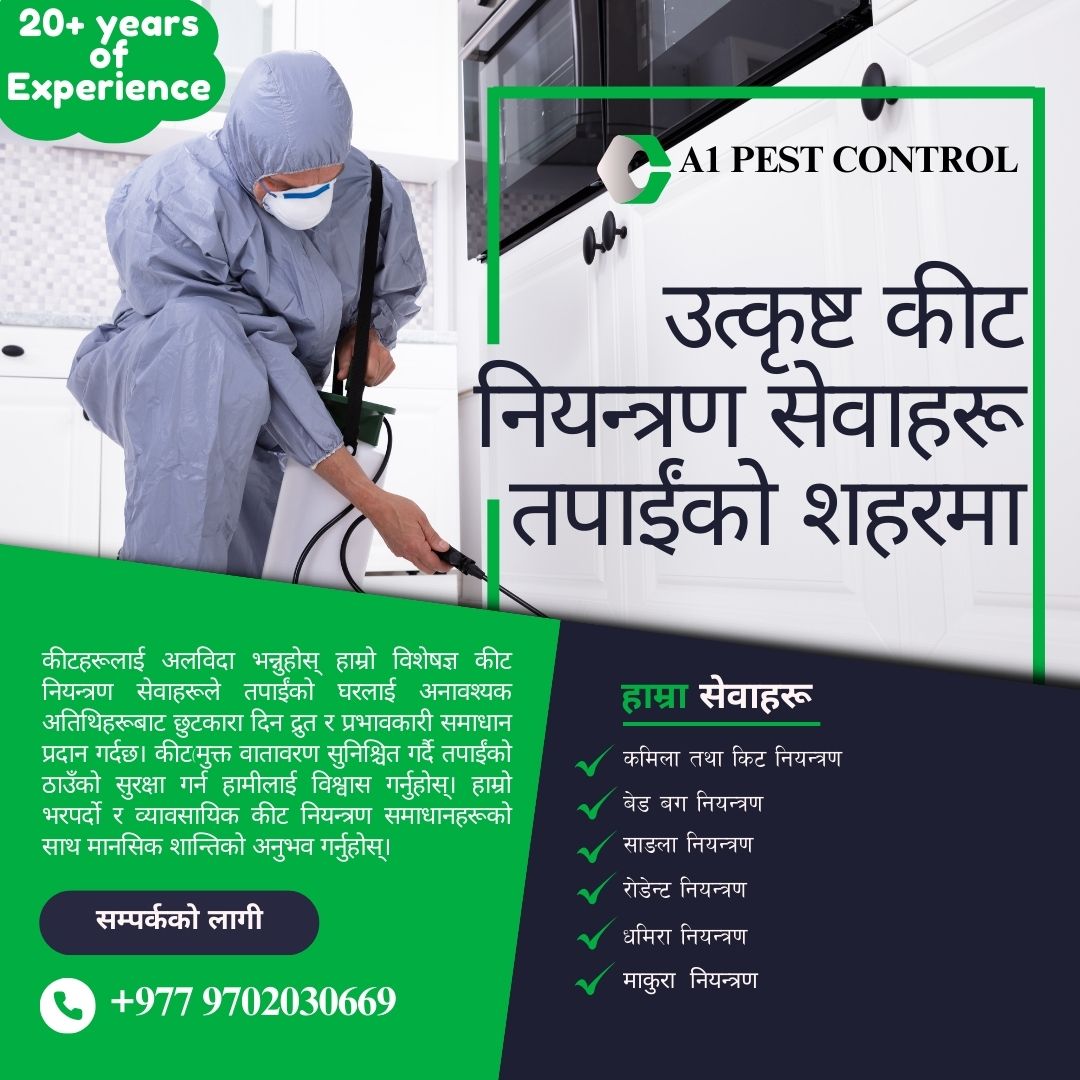 20+ years
of
Experience
A1 PEST CONTROL
उत्कृष्ट कीट
नियन्त्रण सेवाहरू
तपाईंको शहरमा
कीटहरूलाई अलविदा भन्नुहोस् हाम्रो विशेषज्ञ कीट
नियन्त्रण सेवाहरूले तपाईंको घरलाई अनावश्यक
अतिथिहरूबाट छुटकारा दिन द्रुत र प्रभावकारी समाधान
प्रदान गर्दछ। कीट(मुक्त वातावरण सुनिश्चित गर्दै तपाईंको
ठाउँको सुरक्षा गर्न हामीलाई विश्वास गर्नुहोस्। हाम्रो
भरपर्दो र व्यावसायिक कीट नियन्त्रण समाधानहरूको
साथ मानसिक शान्तिको अनुभव गर्नुहोस्।
सम्पर्कको लागी
+977 9702030669
हाम्रा सेवाहरू
कमिला तथा किट नियन्त्रण
बेड बग नियन्त्रण
साङला नियन्त्रण
रोडेन्ट नियन्त्रण
धमिरा नियन्त्रण
माकुरा नियन्त्रण